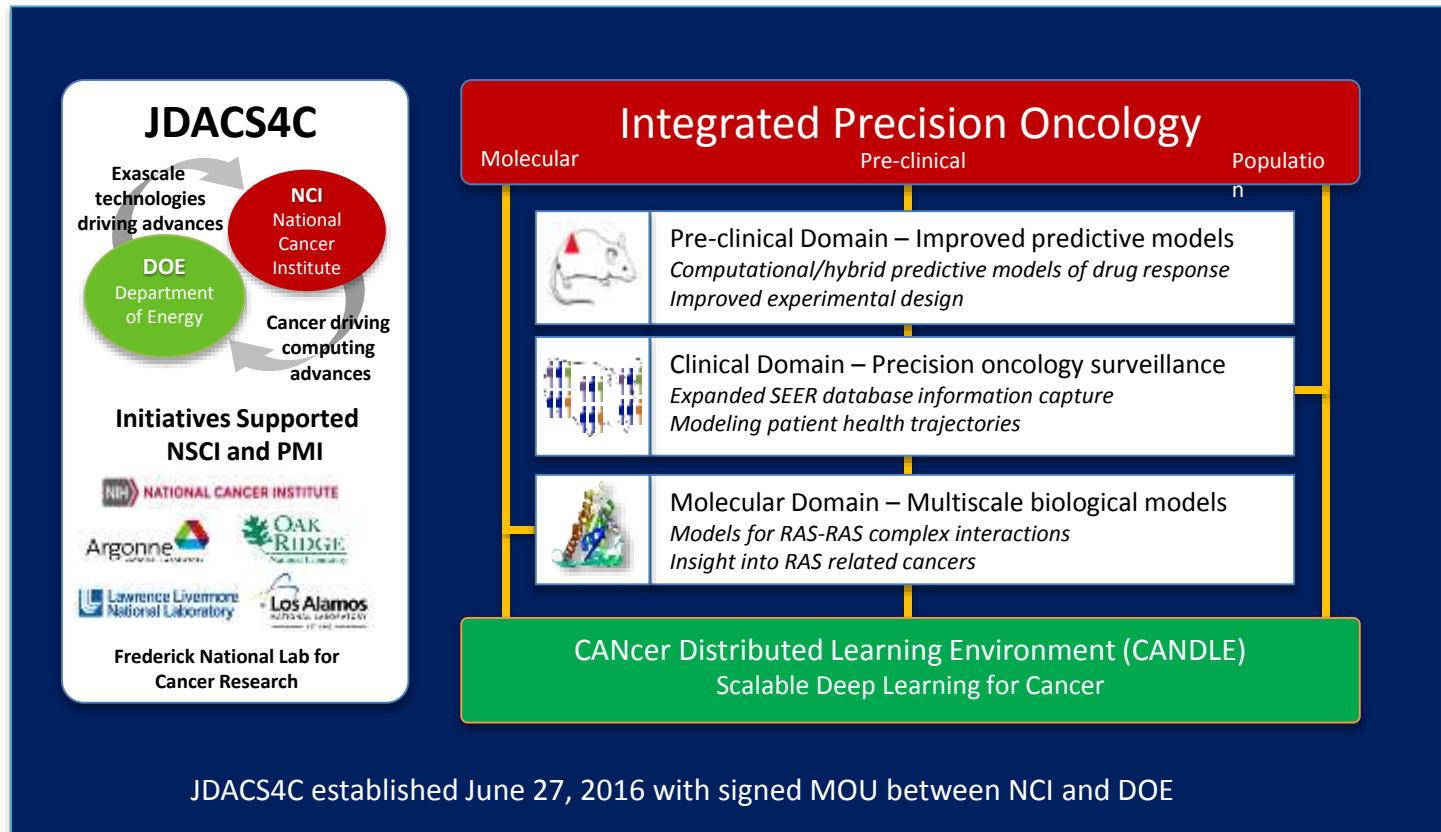 JDACS4C
Exascale
technologies
driving advances
NCI
National
Cancer
Institute
DOE
Department
of Energy
Cancer driving
computing
advances
Initiatives Supported
NSCI and PMI
NIH NATIONAL CANCER INSTITUTE
Argonne
NATIONAL LABORATORY
OAK
RIDGE
National Laboratory
Lawrence Livermore
National Laboratory
Los Alamos
NATIONAL LABORATORY
Frederick National Lab for
Cancer Research
Integrated Precision Oncology
Molecular Pre-clinical Populatio
n
Pre-clinical Domain – Improved predictive models
Computational/hybrid predictive models of drug response
Improved experimental design
Clinical Domain – Precision oncology surveillance
Expanded SEER database information capture
Modeling patient health trajectories
Molecular Domain – Multiscale biological models
Models for RAS-RAS complex interactions
Insight into RAS related cancers
CANcer Distributed Learning Environment (CANDLE)
Scalable Deep Learning for Cancer
JDACS4C established June 27, 2016 with signed MOU between NCI and DOE